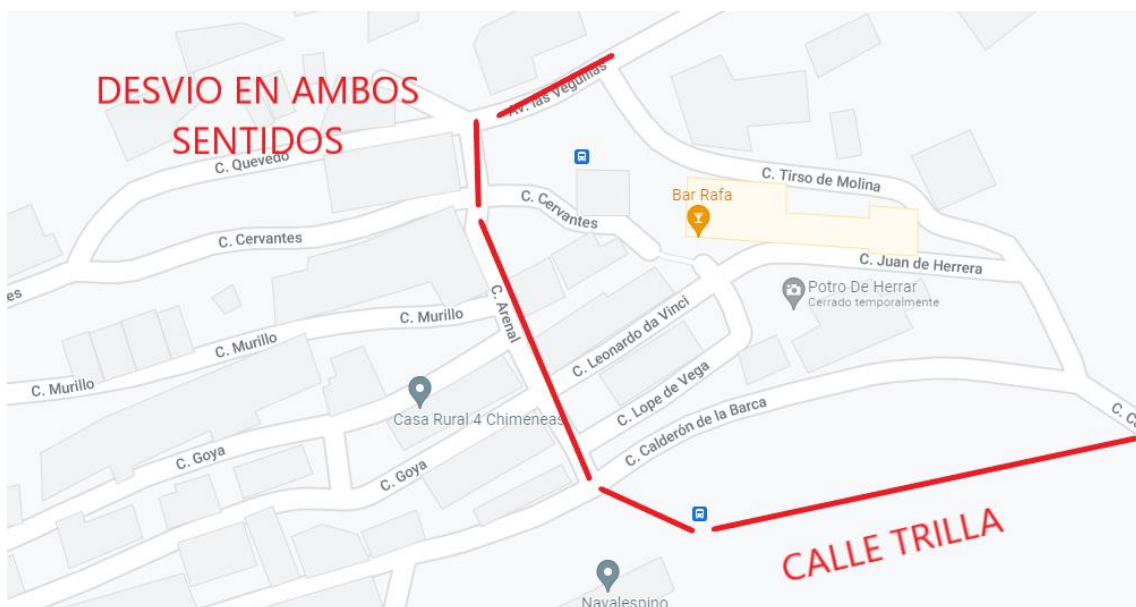 DESVIO EN AMBOS
SENTIDOS
Av. las Veguillas
C. Quevedo
C. Tirso de Molina
Bar Rafa
C. Cervantes
C. Cervantes
es
C. Juan de Herrera
Potro De Herrar
Cerrado temporalmente
C. Arenal
C. Murillo
C. Murillo
C. Murillo
C. Leonardo da Vinci
C. Lope de Vega
Casa Rural 4 Chimeneas
C. Calderón de la Barca
C. Ca
C. Goya
C. Goya
CALLE TRILLA
Navalespino